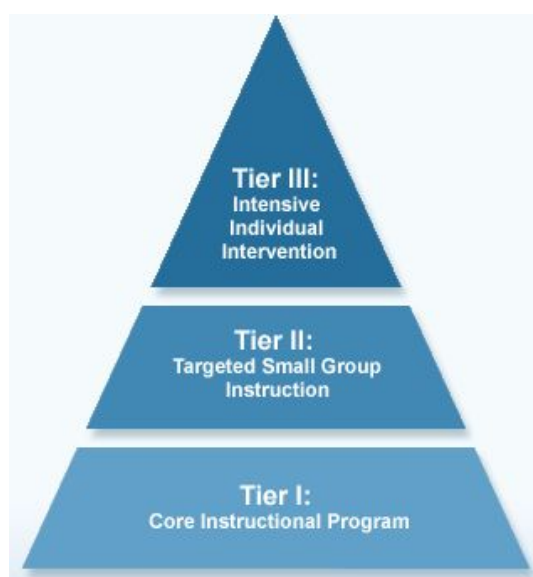 Tier III:
Intensive
Individual
Intervention
Tier II:
Targeted Small Group
Instruction
Tier I:
Core Instructional Program